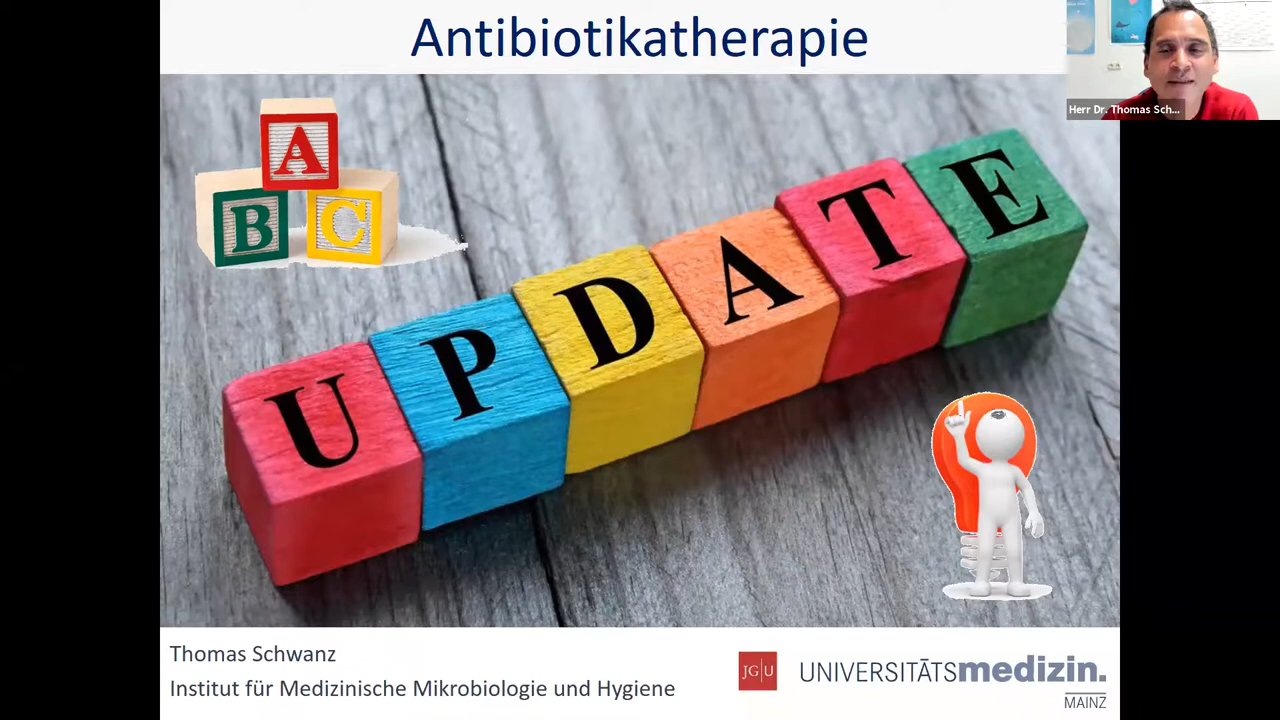 Antibiotikatherapie
Herr Dr. Thomas Sch...
A
B C
UPDATE
Thomas Schwanz
Institut für Medizinische Mikrobiologie und Hygiene
JG|U
UNIVERSITÄTSmedizin.
MAINZ